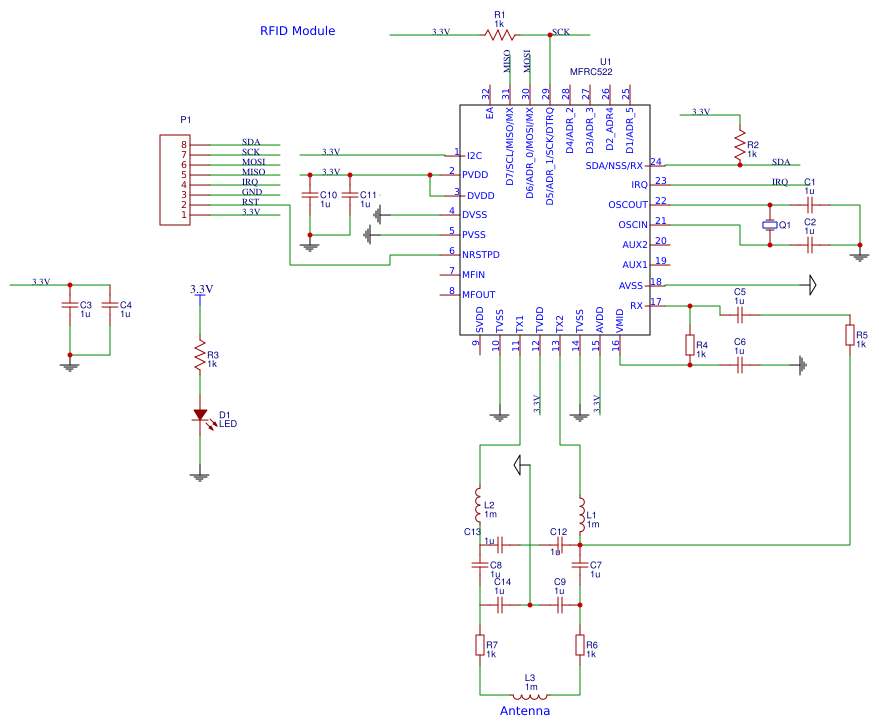 RFID Module
R1
1k
3.3V
SCK
MISO
MOSI
U1
MFRC522
32
31
30
29
28
27
26
25
EA
D7/SCL/MISO/MX
D6/ADR_0/MOSI/MX
D5/ADR_1/SCK/DTRQ
D4/ADR_2
D3/ADR_3
D2_ADR4
D1/ADR_5
3.3V
R2
1k
P1
8 SDA
7 SCK
6 MOSI
5 MISO
4 IRQ
3 GND
2 RST
1 3.3V
3.3V
3.3V
C10
1u
C11
1u
1 I2C
2 PVDD
3 DVDD
4 DVSS
5 PVSS
6 NRSTPD
7 MFIN
8 MFOUT
SDA/NSS/RX 24 SDA
IRQ 23 IRQ
OSCOUT 22
OSCIN 21
AUX2 20
AUX1 19
AVSS 18
RX 17
C1
1u
Q1
C2
1u
3.3V
C3
1u
C4
1u
3.3V
R3
1k
D1
LED
SVDD
TVSS
TX1
TVDD
TX2
TVSS
AVDD
VMID
9
10
11
12
13
14
15
16
C5
1u
R4
1k
C6
1u
R5
1k
3.3V
3.3V
L2
1m
L1
1m
C13
1u
C12
1u
C8
1u
C7
1u
C14
1u
C9
1u
R7
1k
R6
1k
L3
1m
Antenna